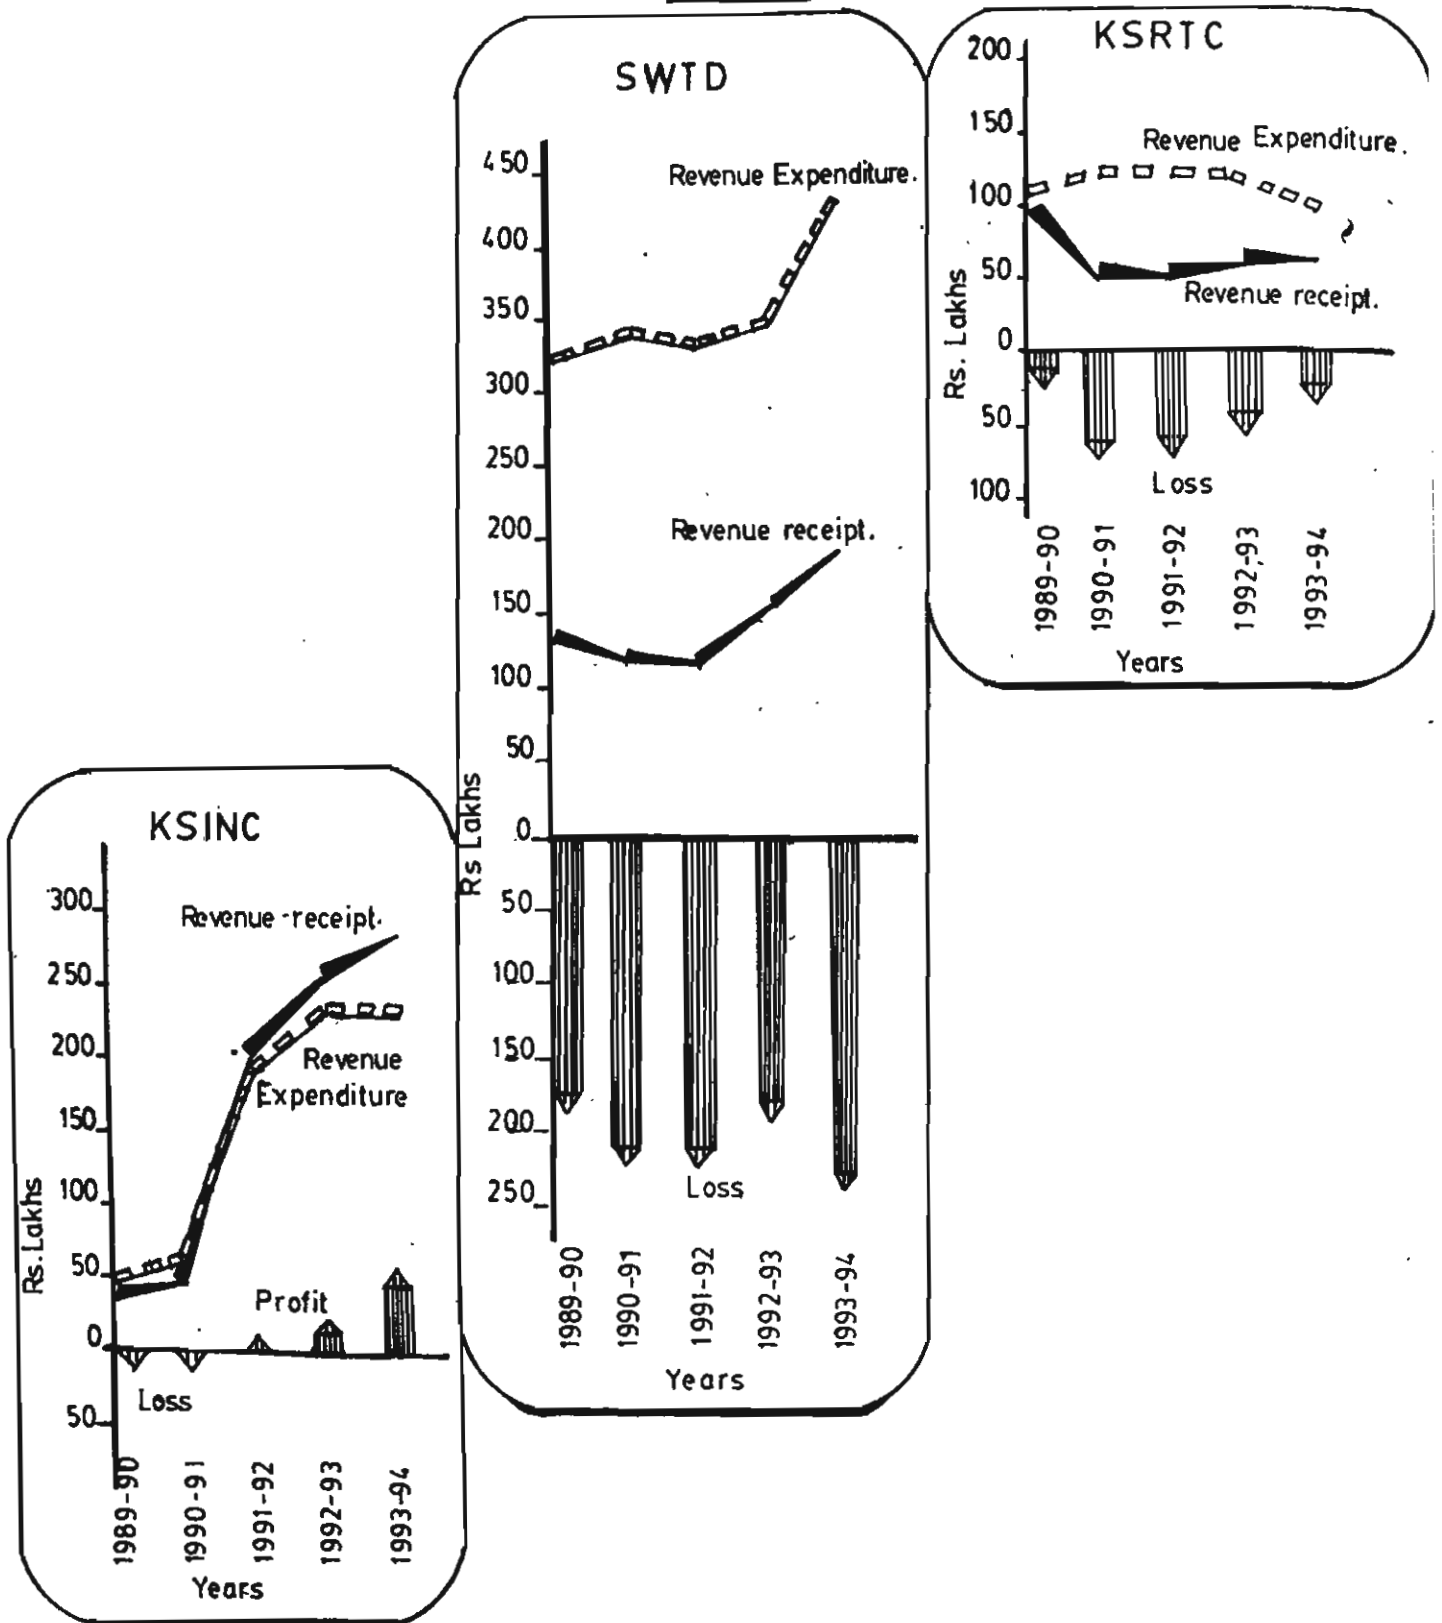 KSRTC
200
150
Revenue Expenditure.
100
50
Revenue receipt.
0
50
100
Loss
Rs. Lakhs
1989-90
1990-91
1991-92
1992,93
1993-94
Years
SWTD
450
Revenue Expenditure.
400
350
300
250
200
Revenue receipt.
150
100
50
0
50
100
150
200
250
Loss
Rs Lakhs
1989-90
1990-91
1991-92
1992-93
1993-94
Years
KSINC
300
Revenue-receipt.
250
200
Revenue
Expenditure
150
100
50
Profit
0
Loss
50
Rs. Lakhs
1989-90
1990-91
1991-92
1992-93
1993-94
Years